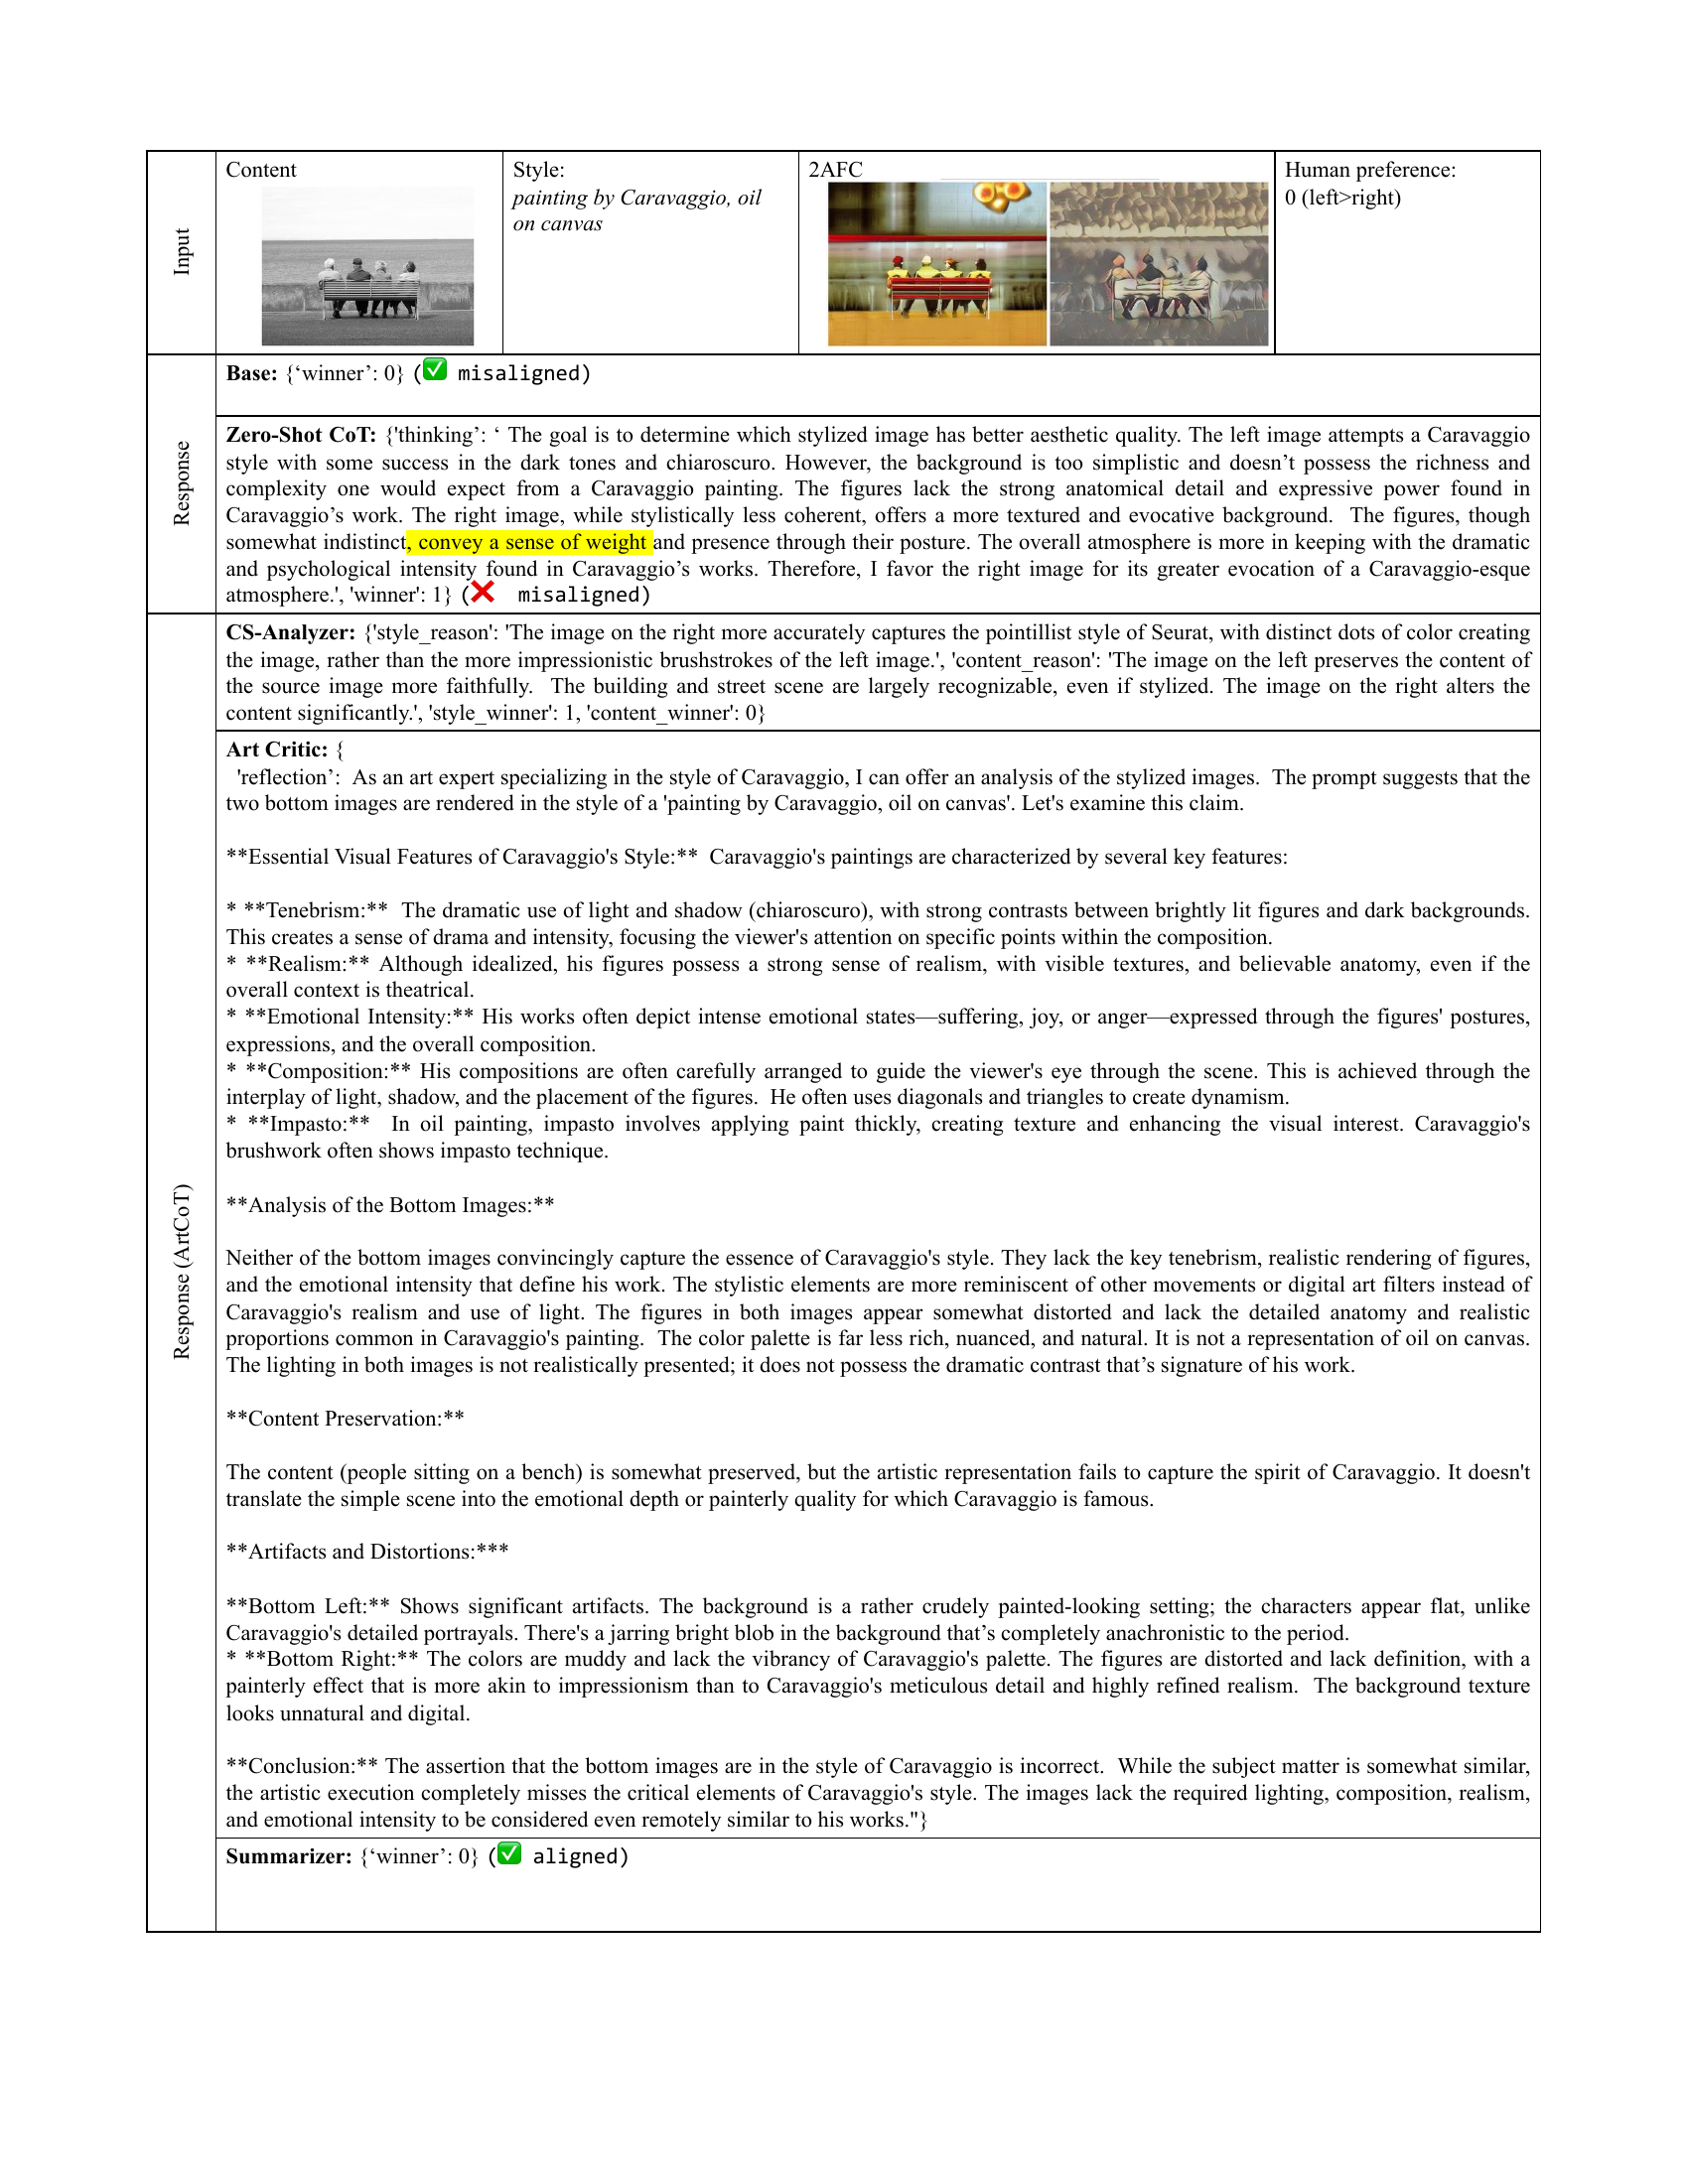 Input
Content
Style:
painting by Caravaggio, oil
on canvas
2AFC
Human preference:
0 (left>right)
Response
Base: {‘winner’: 0} (✅ misaligned)
Zero-Shot CoT: {'thinking’: ‘ The goal is to determine which stylized image has better aesthetic quality. The left image attempts a Caravaggio
style with some success in the dark tones and chiaroscuro. However, the background is too simplistic and doesn’t possess the richness and
complexity one would expect from a Caravaggio painting. The figures lack the strong anatomical detail and expressive power found in
Caravaggio’s work. The right image, while stylistically less coherent, offers a more textured and evocative background. The figures, though
somewhat indistinct, convey a sense of weight and presence through their posture. The overall atmosphere is more in keeping with the dramatic
and psychological intensity found in Caravaggio’s works. Therefore, I favor the right image for its greater evocation of a Caravaggio-esque
atmosphere.', 'winner': 1} (❌ misaligned)
Response (ArtCoT)
CS-Analyzer: {'style_reason': 'The image on the right more accurately captures the pointillist style of Seurat, with distinct dots of color creating
the image, rather than the more impressionistic brushstrokes of the left image.', 'content_reason': 'The image on the left preserves the content of
the source image more faithfully. The building and street scene are largely recognizable, even if stylized. The image on the right alters the
content significantly.', 'style_winner': 1, 'content_winner': 0}
Art Critic: {
'reflection’: As an art expert specializing in the style of Caravaggio, I can offer an analysis of the stylized images. The prompt suggests that the
two bottom images are rendered in the style of a 'painting by Caravaggio, oil on canvas'. Let's examine this claim.
**Essential Visual Features of Caravaggio's Style:** Caravaggio's paintings are characterized by several key features:
* **Tenebrism:** The dramatic use of light and shadow (chiaroscuro), with strong contrasts between brightly lit figures and dark backgrounds.
This creates a sense of drama and intensity, focusing the viewer's attention on specific points within the composition.
* **Realism:** Although idealized, his figures possess a strong sense of realism, with visible textures, and believable anatomy, even if the
overall context is theatrical.
* **Emotional Intensity:** His works often depict intense emotional states—suffering, joy, or anger—expressed through the figures' postures,
expressions, and the overall composition.
* **Composition:** His compositions are often carefully arranged to guide the viewer's eye through the scene. This is achieved through the
interplay of light, shadow, and the placement of the figures. He often uses diagonals and triangles to create dynamism.
* **Impasto:** In oil painting, impasto involves applying paint thickly, creating texture and enhancing the visual interest. Caravaggio's
brushwork often shows impasto technique.
**Analysis of the Bottom Images:**
Neither of the bottom images convincingly capture the essence of Caravaggio's style. They lack the key tenebrism, realistic rendering of figures,
and the emotional intensity that define his work. The stylistic elements are more reminiscent of other movements or digital art filters instead of
Caravaggio's realism and use of light. The figures in both images appear somewhat distorted and lack the detailed anatomy and realistic
proportions common in Caravaggio's painting. The color palette is far less rich, nuanced, and natural. It is not a representation of oil on canvas.
The lighting in both images is not realistically presented; it does not possess the dramatic contrast that’s signature of his work.
**Content Preservation:**
The content (people sitting on a bench) is somewhat preserved, but the artistic representation fails to capture the spirit of Caravaggio. It doesn't
translate the simple scene into the emotional depth or painterly quality for which Caravaggio is famous.
**Artifacts and Distortions:***
**Bottom Left:** Shows significant artifacts. The background is a rather crudely painted-looking setting; the characters appear flat, unlike
Caravaggio's detailed portrayals. There's a jarring bright blob in the background that’s completely anachronistic to the period.
* **Bottom Right:** The colors are muddy and lack the vibrancy of Caravaggio's palette. The figures are distorted and lack definition, with a
painterly effect that is more akin to impressionism than to Caravaggio's meticulous detail and highly refined realism. The background texture
looks unnatural and digital.
**Conclusion:** The assertion that the bottom images are in the style of Caravaggio is incorrect. While the subject matter is somewhat similar,
the artistic execution completely misses the critical elements of Caravaggio's style. The images lack the required lighting, composition, realism,
and emotional intensity to be considered even remotely similar to his works."}
Summarizer: {‘winner’: 0} (✅ aligned)